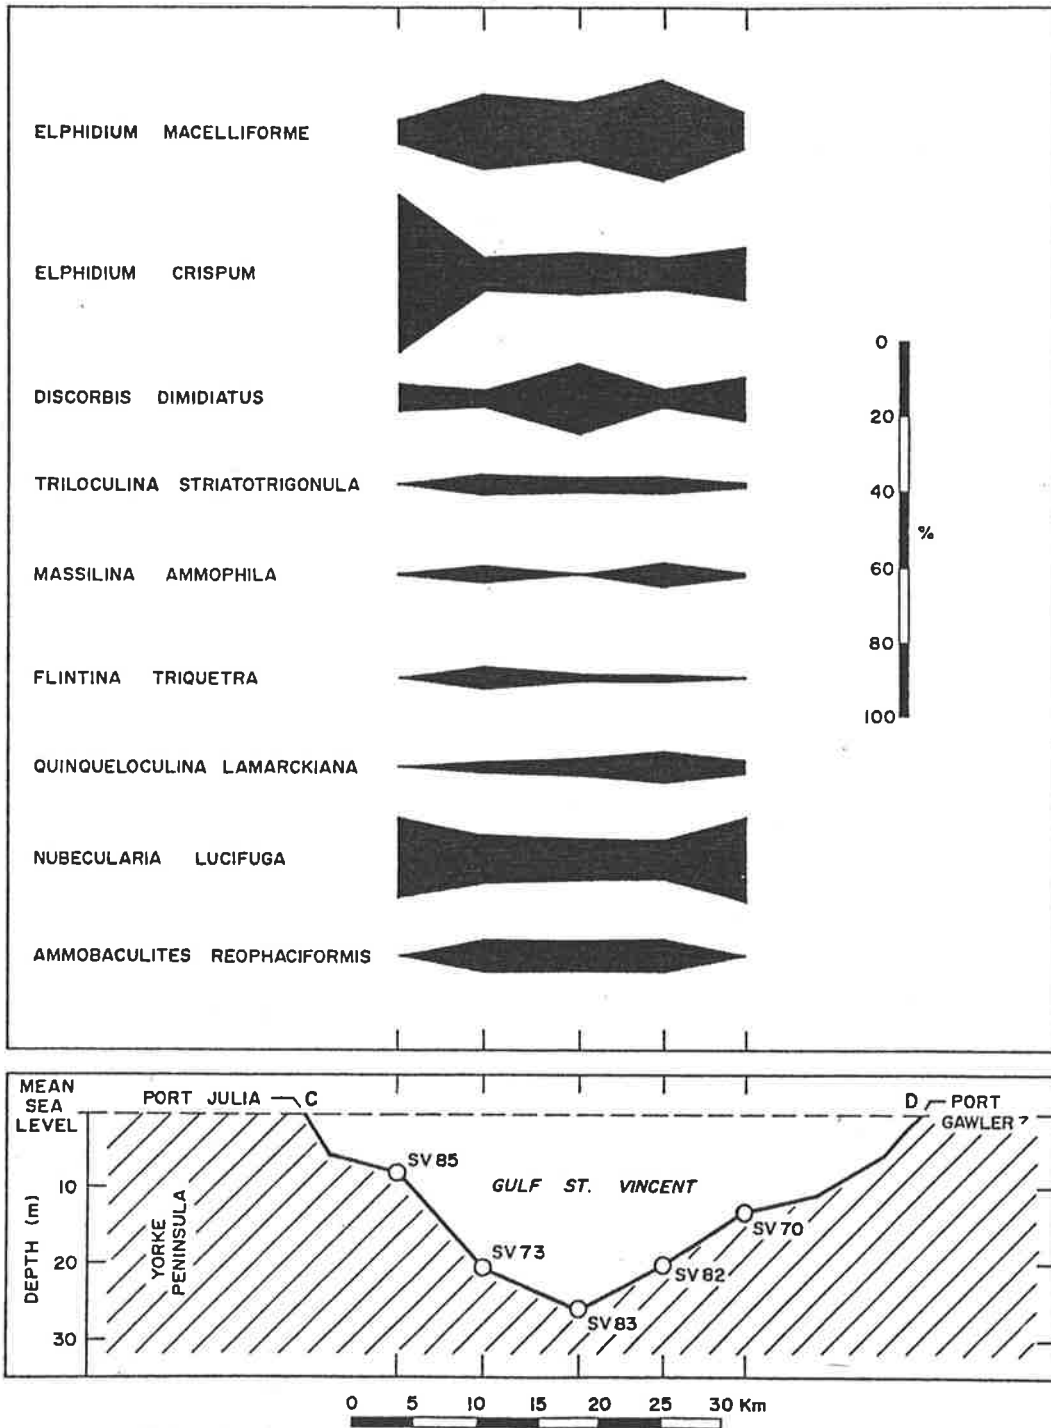 ELPHIDIUM MACELLIFORME
ELPHIDIUM CRISPUM
DISCORBIS DIMIDIATUS
TRILOCULINA STRIATOTRIGONULA
MASSILINA AMMOPHILA
FLINTINA TRIQUETRA
QUINQUELOCULINA LAMARCKIANA
NUBECULARIA LUCIFUGA
AMMOBACULITES REOPHACIFORMIS
0
20
40
%
60
80
100
MEAN
SEA
LEVEL
PORT JULIA C
D PORT
GAWLER
10
20
30
DEPTH (m)
YORKE
PENINSULA
GULF ST. VINCENT
SV 85
SV 73
SV 83
SV 82
SV 70
0 5 10 15 20 25 30 Km